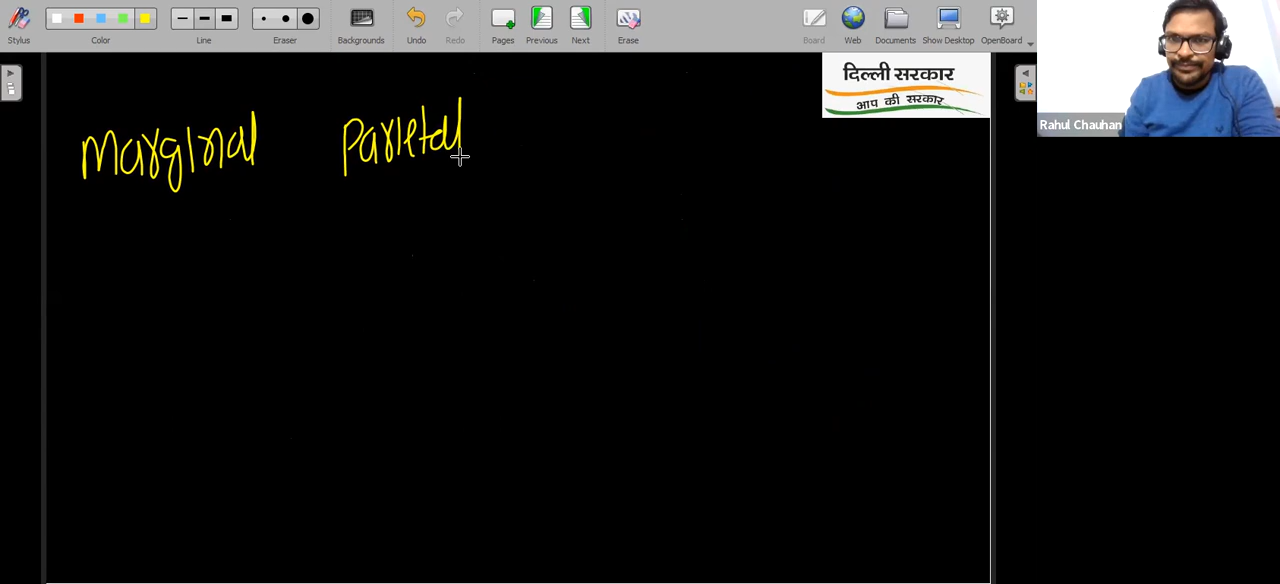 Stylus Color Line Eraser Backgrounds Undo Redo Pages Previous Next Erase Board Web Documents Show Desktop OpenBoard
दिल्ली सरकार
आप की सरकार
Rahul Chauhan
Marginal Parietal